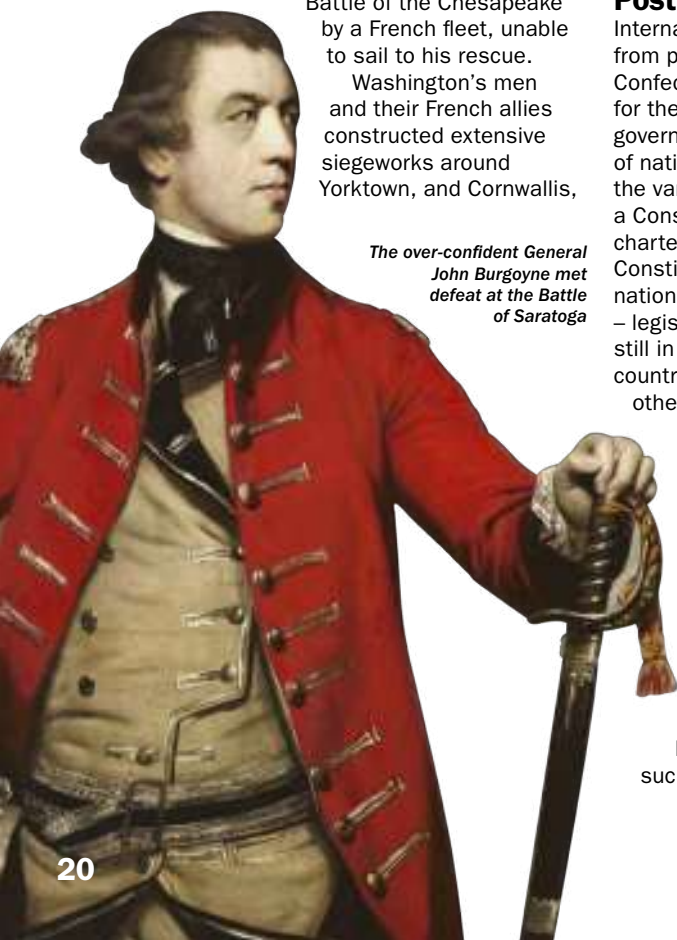 Battle of the Chesapeake
by a French fleet, unable
to sail to his rescue.
Washington's men
and their French allies
constructed extensive
siegeworks around
Yorktown, and Cornwallis,
The over-confident General
John Burgoyne met
defeat at the Battle
of Saratoga
Post
Interna
from p
Confed
for the
govern
of nati
the var
a Cons
charte
Consti
nation
– legis
still in
countr
othe
suc
20